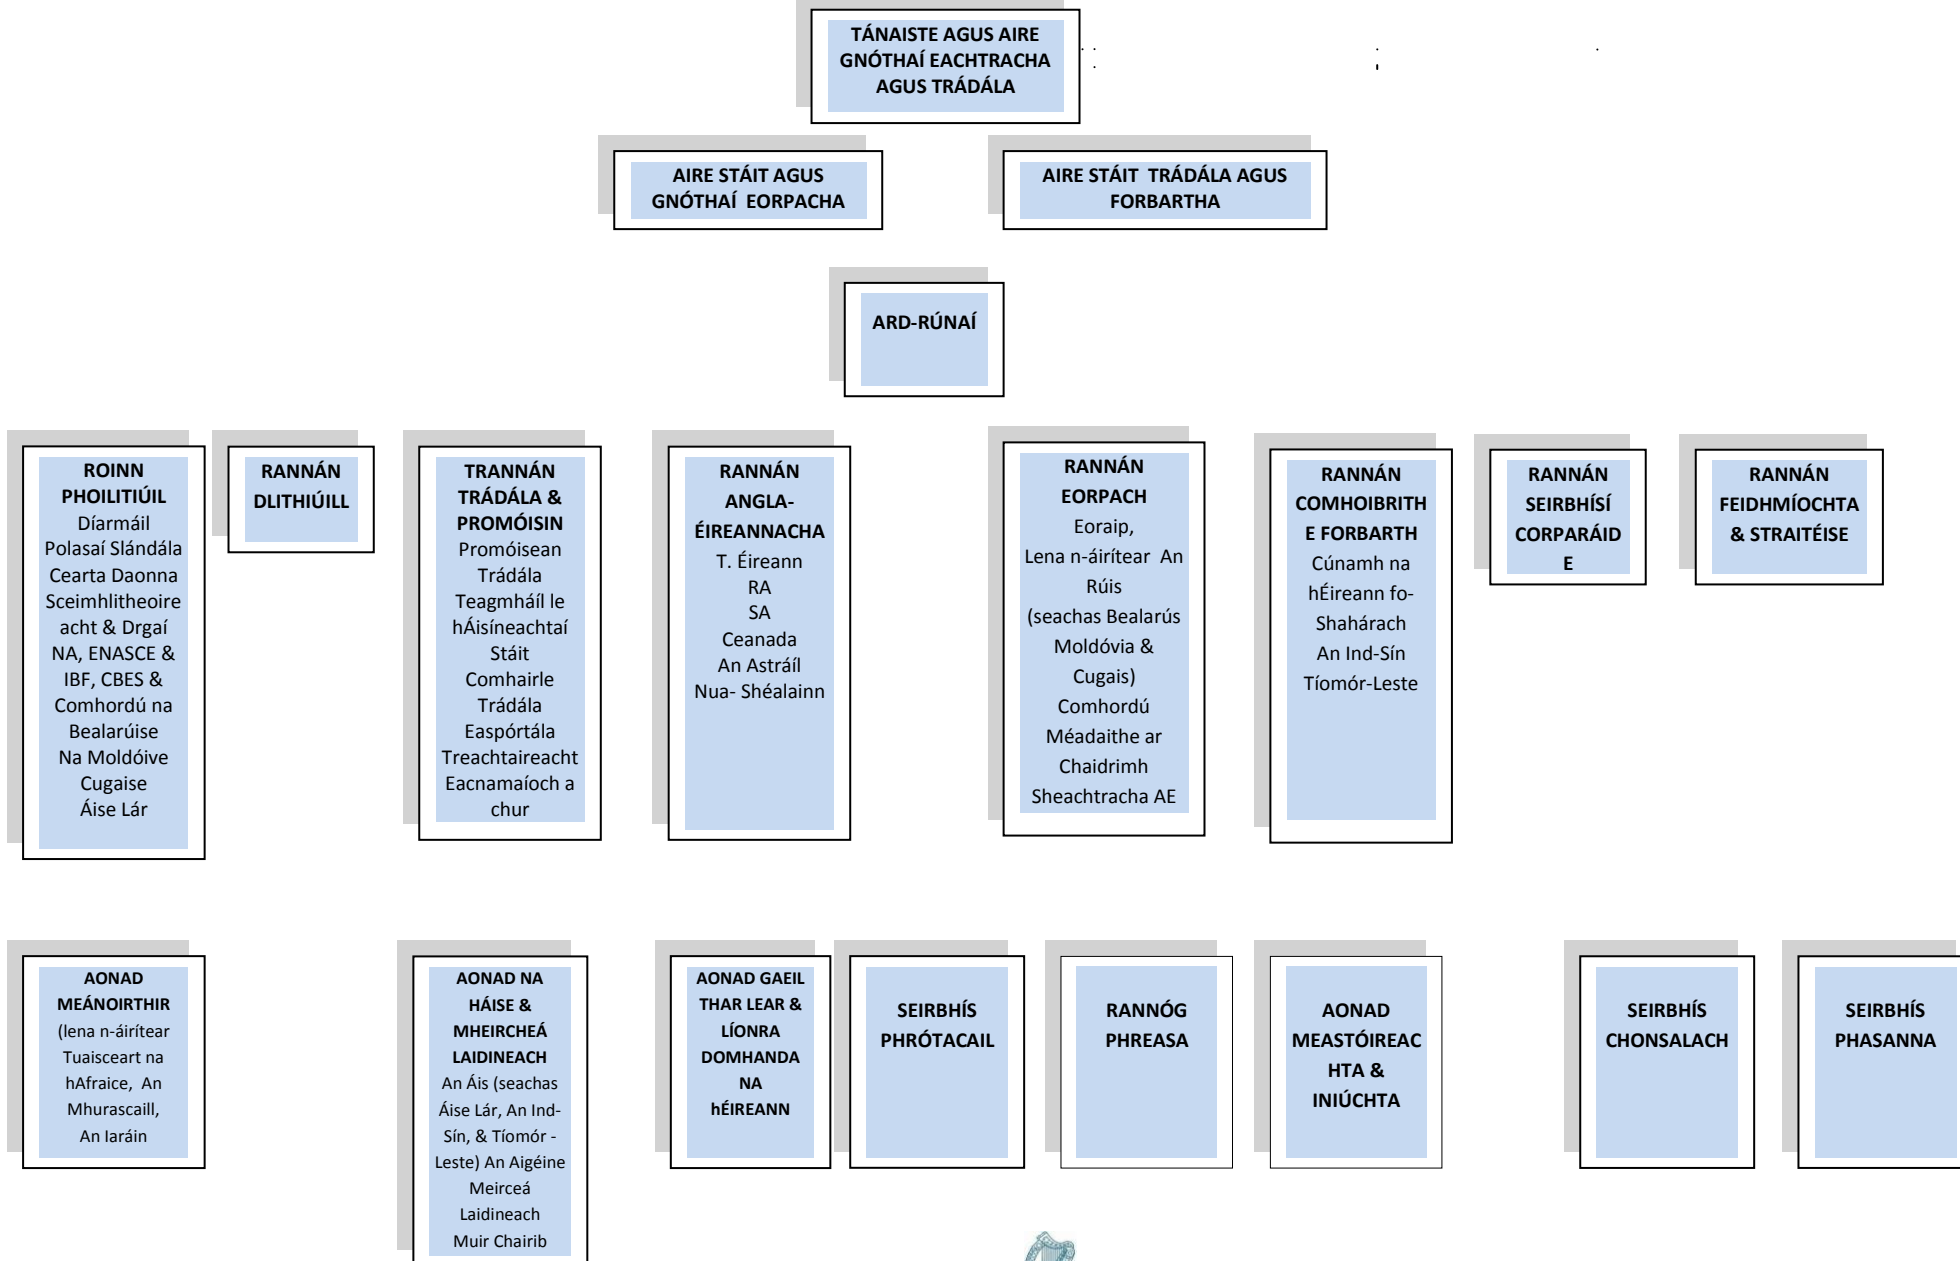 TÁNAISTE AGUS AIRE
GNÓTHAÍ EACHTRACHA
AGUS TRÁDÁLA
AIRE STÁIT AGUS
GNÓTHAÍ EORPACHA
AIRE STÁIT TRÁDÁLA AGUS
FORBARTHA
ARD-RÚNAÍ
ROINN
PHOILITIÚIL
Díarmáil
Polasaí Slándála
Cearta Daonna
Sceimhlitheoire
acht & Drgaí
NA, ENASCE &
IBF, CBES &
Comhordú na
Bealarúise
Na Moldóive
Cugaise
Áise Lár
RANNÁN
DLITHIÚILL
TRANNÁN
TRÁDÁLA &
PROMÓISIN
Promóisean
Trádála
Teagmháíl le
hÁisíneachtaí
Stáit
Comhairle
Trádála
Easpórtála
Treachtaireacht
Eacnamaíoch a
chur
RANNÁN
ANGLA-
ÉIREANNACHA
T. Éireann
RA
SA
Ceanada
An Astráíl
Nua- Shéalainn
RANNÁN
EORPACH
Eoraip,
Lena n-áirítear An
Rúis
(seachas Bealarús
Moldóvia &
Cugais)
Comhordú
Méadaithe ar
Chaidrimh
Sheachtracha AE
RANNÁN
COMHOIBRITH
E FORBARTH
Cúnamh na
hÉireann fo-
Shahárach
An Ind-Sín
Tíomór-Leste
RANNÁN
SEIRBHÍSÍ
CORPARÁID
E
RANNÁN
FEIDHMÍOCHTA
& STRAITÉISE
AONAD
MEÁNOIRTHIR
(lena n-áirítear
Tuaisceart na
hAfraice, An
Mhurascaill,
An Iaráin
AONAD NA
HÁISE &
MHEIRCHEÁ
LAIDINEACH
An Áis (seachas
Áise Lár, An Ind-
Sín, & Tíomór -
Leste) An Aigéine
Meirceá
Laidineach
Muir Chairib
AONAD GAEIL
THAR LEAR &
LÍONRA
DOMHANDA
NA
hÉIREANN
SEIRBHÍS
PHRÓTACAIL
RANNÓG
PHREASA
AONAD
MEASTÓIREAC
HTA &
INIÚCHTA
SEIRBHÍS
CHONSALACH
SEIRBHÍS
PHASANNA